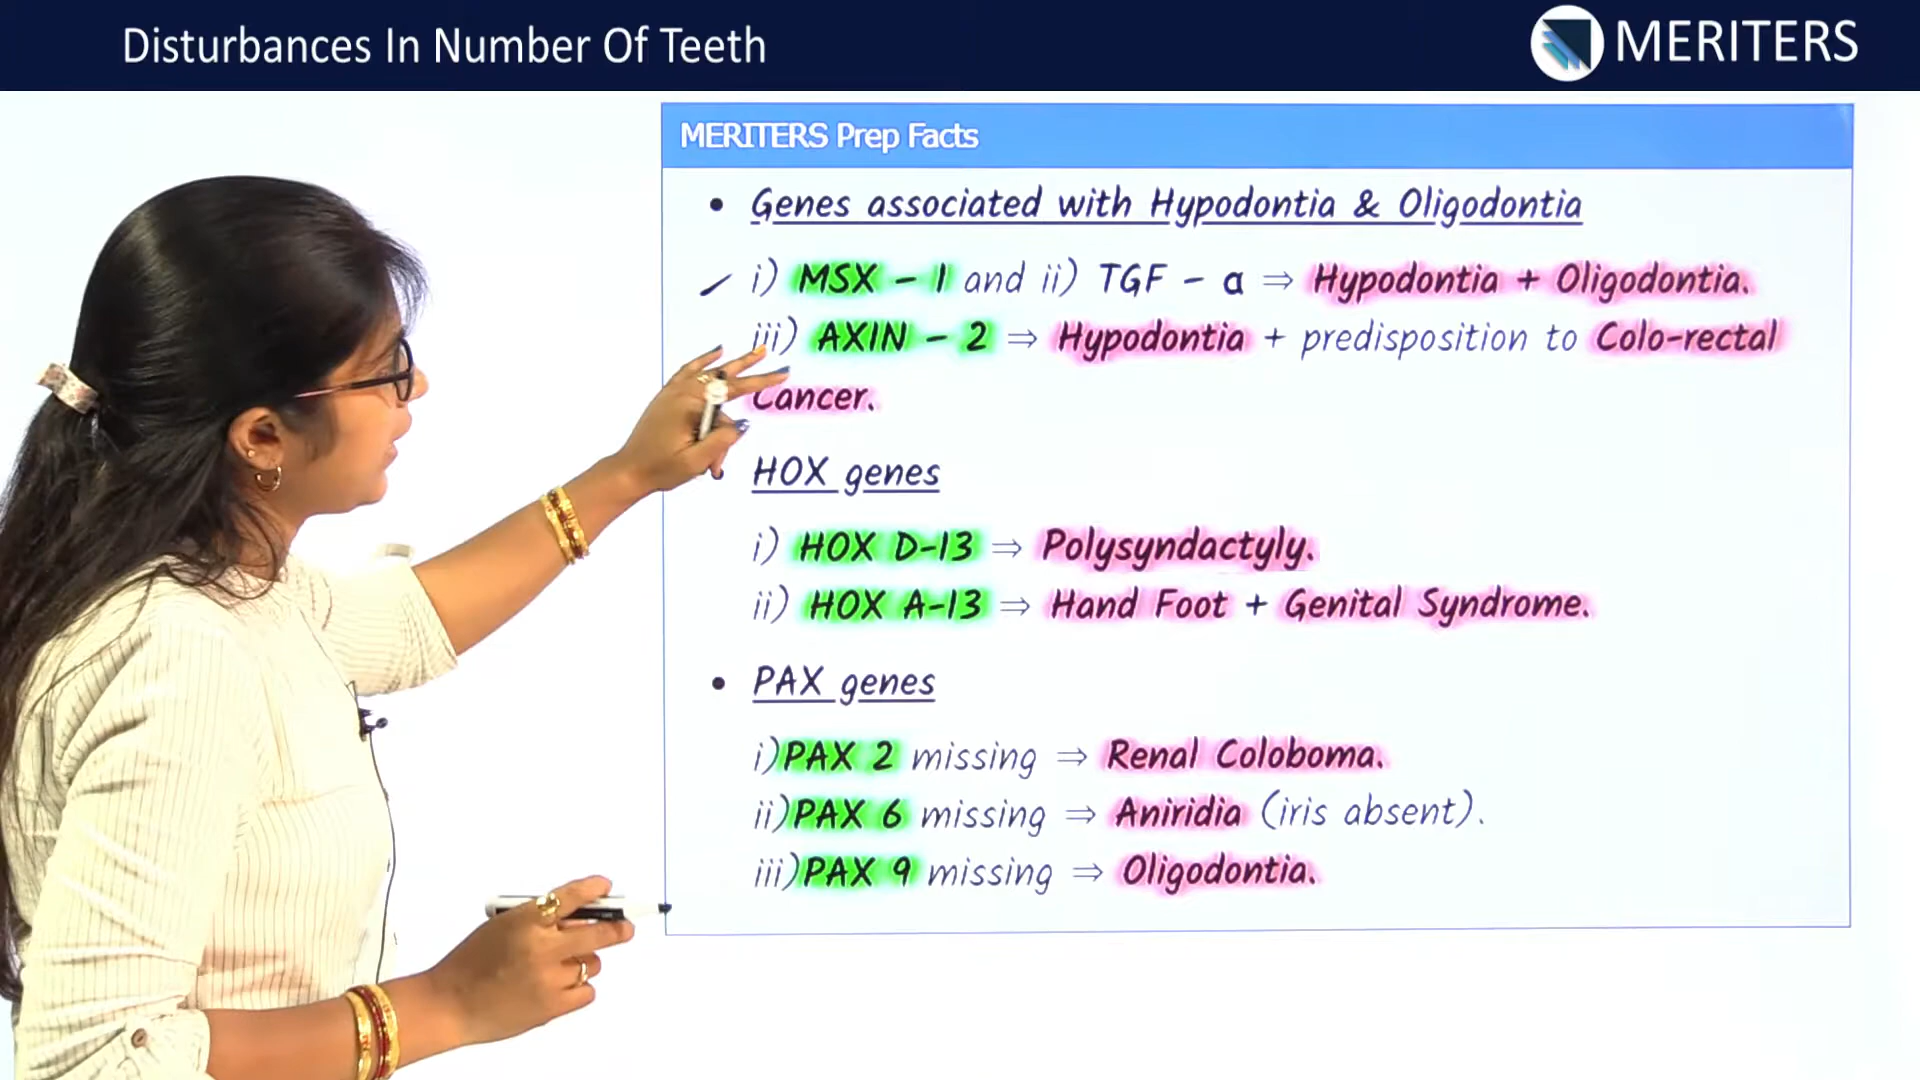 Disturbances In Number Of Teeth
MERITERS
MERITERS Prep Facts
• Genes associated with Hypodontia & Oligodontia
i) MSX - 1 and ii) TGF - α ⇒ Hypodontia + Oligodontia.
iii) AXIN - 2 ⇒ Hypodontia + predisposition to Colo-rectal
Cancer.
• HOX genes
i) HOX D-13 ⇒ Polysyndactyly.
ii) HOX A-13 ⇒ Hand Foot + Genital Syndrome.
• PAX genes
i)PAX 2 missing ⇒ Renal Coloboma.
ii)PAX 6 missing ⇒ Aniridia (iris absent).
iii)PAX 9 missing ⇒ Oligodontia.